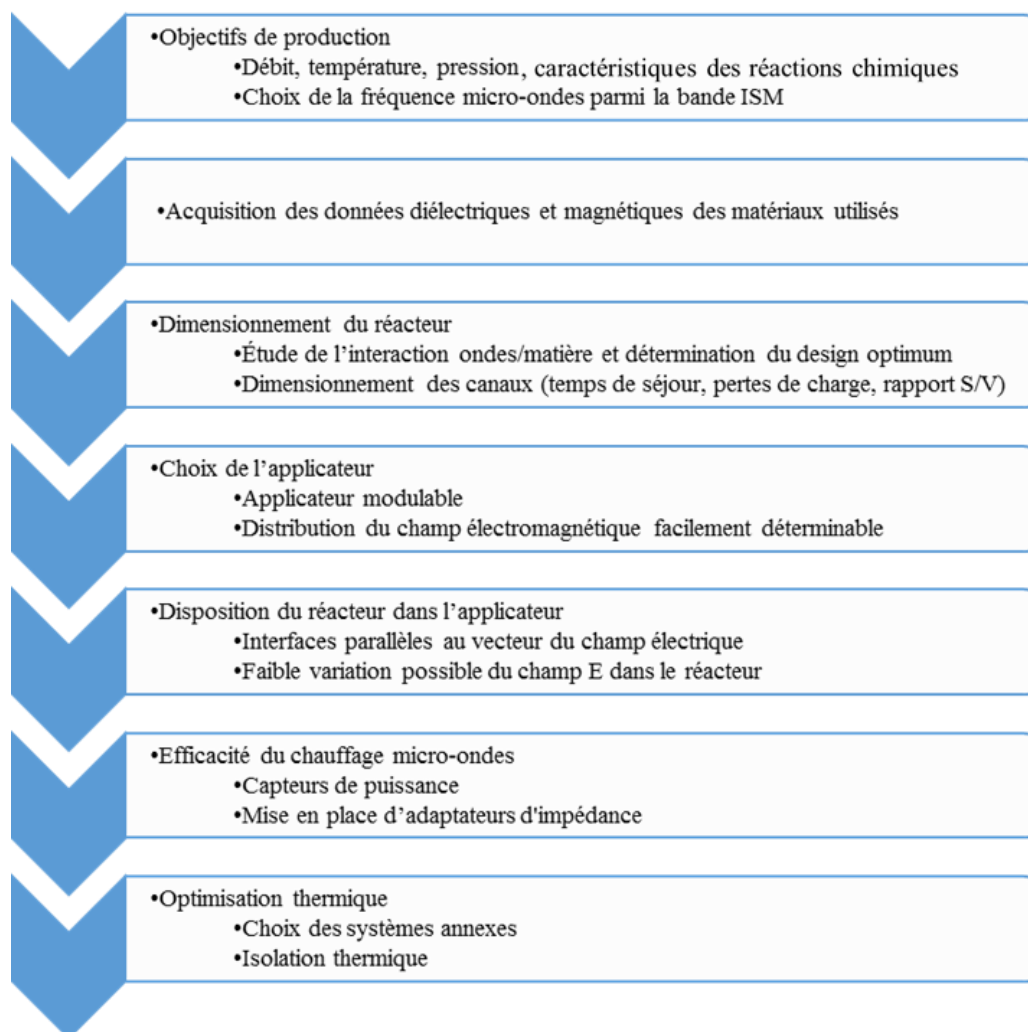 •Objectifs de production
•Débit, température, pression, caractéristiques des réactions chimiques
•Choix de la fréquence micro-ondes parmi la bande ISM
•Acquisition des données diélectriques et magnétiques des matériaux utilisés
•Dimensionnement du réacteur
•Étude de l’interaction ondes/matière et détermination du design optimum
•Dimensionnement des canaux (temps de séjour, pertes de charge, rapport S/V)
•Choix de l’applicateur
•Applicateur modulable
•Distribution du champ électromagnétique facilement déterminable
•Disposition du réacteur dans l’applicateur
•Interfaces parallèles au vecteur du champ électrique
•Faible variation possible du champ E dans le réacteur
•Efficacité du chauffage micro-ondes
•Capteurs de puissance
•Mise en place d’adaptateurs d'impédance
•Optimisation thermique
•Choix des systèmes annexes
•Isolation thermique